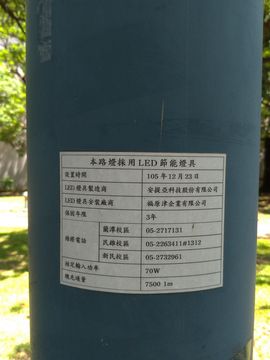 本路燈採用LED節能燈具
設置時間 105年12月23日
LED燈具製造商 安提亞科技股份有限公司
LED燈具安裝廠商 福原津企業有限公司
保固年限 3年
維修電話
蘭潭校區 05-2717131
民雄校區 05-2263411#1312
新民校區 05-2732961
額定輸入功率 70W
燈光通量 7500 lm